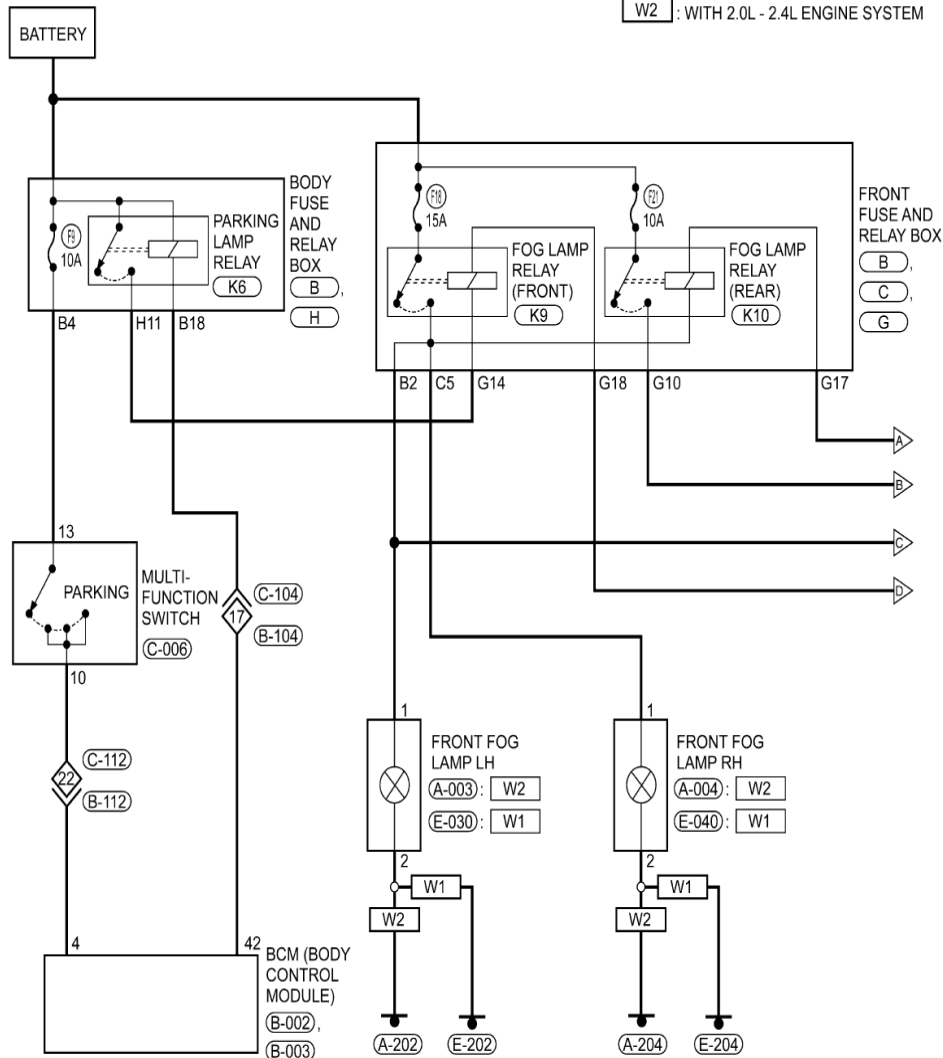 W2 : WITH 2.0L - 2.4L ENGINE SYSTEM
BATTERY
BODY
FUSE
AND
RELAY
BOX
B ,
H
F9
10A
PARKING
LAMP
RELAY
K6
B4
H11
B18
F18
15A
FOG LAMP
RELAY
(FRONT)
K9
F21
10A
FOG LAMP
RELAY
(REAR)
K10
FRONT
FUSE AND
RELAY BOX
B ,
C ,
G
B2
C5
G14
G18
G10
G17
A
B
C
D
13
PARKING
MULTI-
FUNCTION
SWITCH
C-006
10
C-104
17
B-104
C-112
22
B-112
1
FRONT FOG
LAMP LH
A-003 : W2
E-030 : W1
2
W1
W2
A-202
E-202
1
FRONT FOG
LAMP RH
A-004 : W2
E-040 : W1
2
W1
W2
A-204
E-204
4
42
BCM (BODY
CONTROL
MODULE)
B-002 ,
B-003